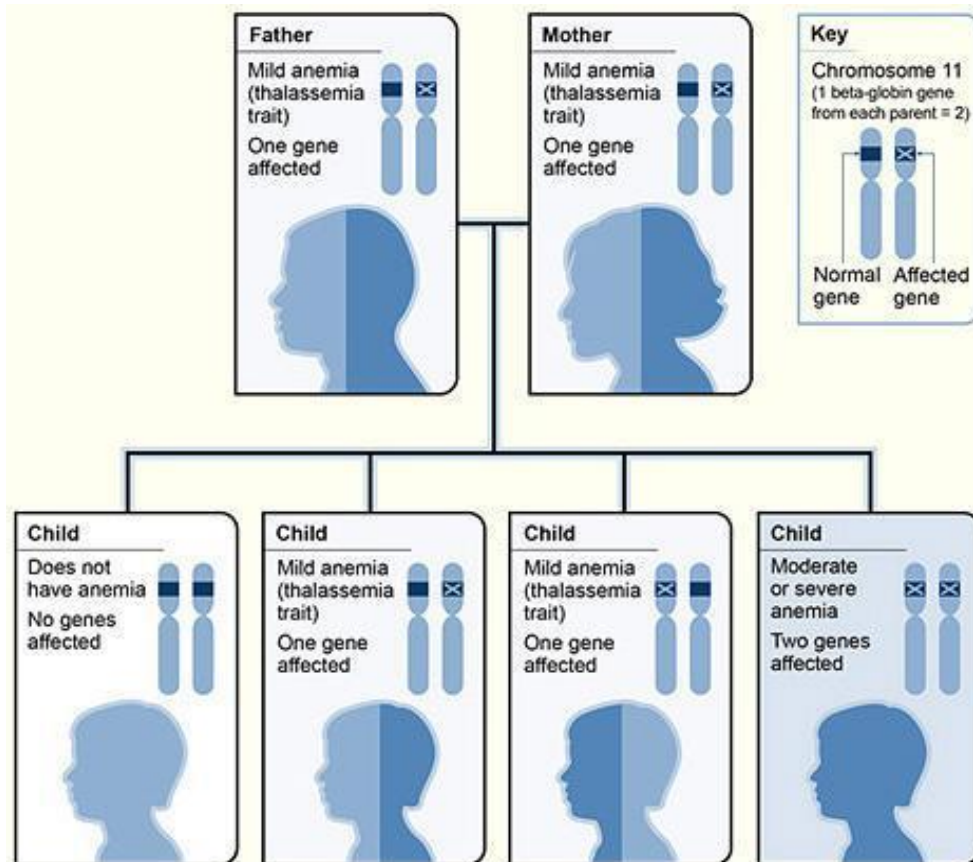 Father
Mild anemia
(thalassemia
trait)
One gene
affected
Mother
Mild anemia
(thalassemia
trait)
One gene
affected
Key
Chromosome 11
(1 beta-globin gene
from each parent = 2)
Normal
gene
Affected
gene
Child
Does not
have anemia
No genes
affected
Child
Mild anemia
(thalassemia
trait)
One gene
affected
Child
Mild anemia
(thalassemia
trait)
One gene
affected
Child
Moderate
or severe
anemia
Two genes
affected